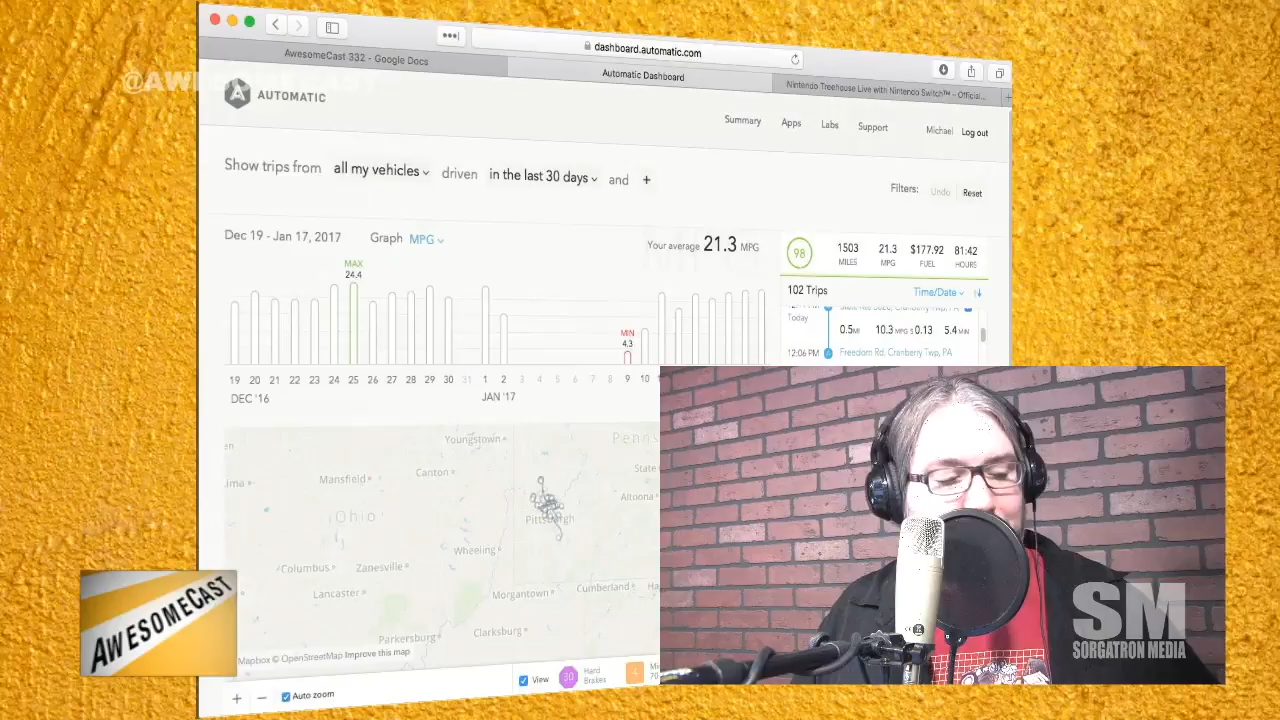 dashboard.automatic.com
AwesomeCast 332 - Google Docs
Automatic Dashboard
Nintendo Treehouse Live with Nintendo Switch™ – Official...
@AWESOMECAST
AUTOMATIC
Summary Apps Labs Support Michael Log out
Show trips from all my vehicles driven in the last 30 days and +
Filters: Undo Reset
Dec 19 - Jan 17, 2017 Graph MPG
Your average 21.3 MPG
98 1503 21.3 $177.92 81:42
MILES MPG FUEL HOURS
MAX
24.4
102 Trips Time/Date
Today
0.5 MI 10.3 MPG $ 0.13 5.4 MIN
MIN
4.3
12:06 PM Freedom Rd, Cranberry Twp, PA
19 20 21 22 23 24 25 26 27 28 29 30 31 1 2 3 4 5 6 7 8 9 10
DEC '16 JAN '17
Youngstown Penns
Canton State
Mansfield
Altoona
Ohio Pittsburgh
Wheeling
Columbus Zanesville
Cumberland Ha
Lancaster Morgantown
Clarksburg
Parkersburg
Mapbox © OpenStreetMap Improve this map
+ − Auto zoom
View 30 Hard
Brakes
AWESOMECAST
SM
SORGATRON MEDIA